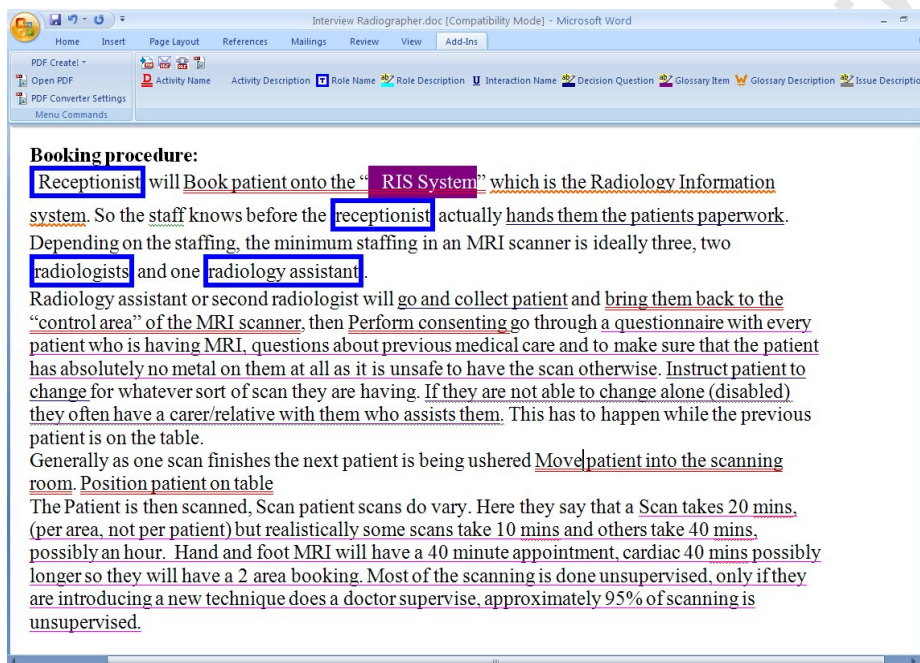 Interview Radiographer.doc [Compatibility Mode] - Microsoft Word
Home Insert Page Layout References Mailings Review View Add-Ins
PDF Create!
Open PDF
D Activity Name Activity Description T Role Name Role Description U Interaction Name Decision Question Glossary Item Glossary Description Issue Descriptio
PDF Converter Settings
Menu Commands
Booking procedure:
Receptionist will Book patient onto the “ RIS System” which is the Radiology Information
system. So the staff knows before the receptionist actually hands them the patients paperwork.
Depending on the staffing, the minimum staffing in an MRI scanner is ideally three, two
radiologists and one radiology assistant.
Radiology assistant or second radiologist will go and collect patient and bring them back to the
“control area” of the MRI scanner, then Perform consenting go through a questionnaire with every
patient who is having MRI, questions about previous medical care and to make sure that the patient
has absolutely no metal on them at all as it is unsafe to have the scan otherwise. Instruct patient to
change for whatever sort of scan they are having. If they are not able to change alone (disabled)
they often have a carer/relative with them who assists them. This has to happen while the previous
patient is on the table.
Generally as one scan finishes the next patient is being ushered Move patient into the scanning
room. Position patient on table
The Patient is then scanned, Scan patient scans do vary. Here they say that a Scan takes 20 mins,
(per area, not per patient) but realistically some scans take 10 mins and others take 40 mins,
possibly an hour. Hand and foot MRI will have a 40 minute appointment, cardiac 40 mins possibly
longer so they will have a 2 area booking. Most of the scanning is done unsupervised, only if they
are introducing a new technique does a doctor supervise, approximately 95% of scanning is
unsupervised.